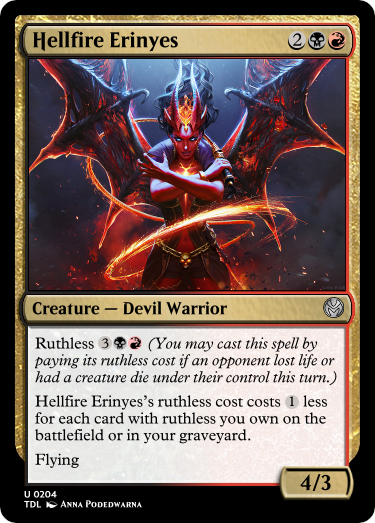 Hellfire Erinyes 2
Creature — Devil Warrior
Ruthless 3 (You may cast this spell by
paying its ruthless cost if an opponent lost life or
had a creature die under their control this turn.)
Hellfire Erinyes's ruthless cost costs 1 less
for each card with ruthless you own on the
battlefield or in your graveyard.
Flying
4/3
U 0204
TDL Anna Podedwarna